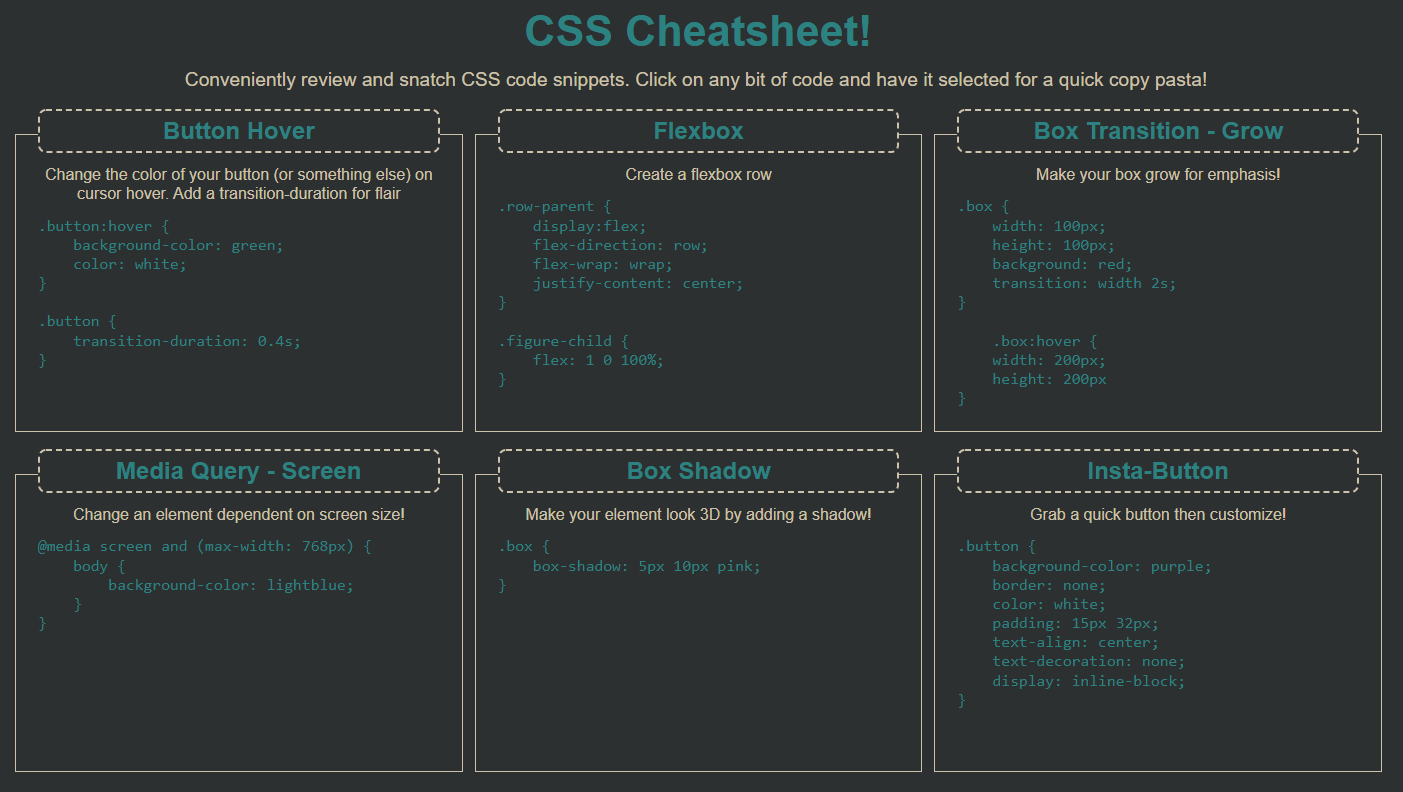 CSS Cheatsheet!
Conveniently review and snatch CSS code snippets. Click on any bit of code and have it selected for a quick copy pasta!
Button Hover
Change the color of your button (or something else) on
cursor hover. Add a transition-duration for flair
.button:hover {
    background-color: green;
    color: white;
}

.button {
    transition-duration: 0.4s;
}
Flexbox
Create a flexbox row
.row-parent {
    display:flex;
    flex-direction: row;
    flex-wrap: wrap;
    justify-content: center;
}

.figure-child {
    flex: 1 0 100%;
}
Box Transition - Grow
Make your box grow for emphasis!
.box {
    width: 100px;
    height: 100px;
    background: red;
    transition: width 2s;
}

    .box:hover {
    width: 200px;
    height: 200px
}
Media Query - Screen
Change an element dependent on screen size!
@media screen and (max-width: 768px) {
    body {
        background-color: lightblue;
    }
}
Box Shadow
Make your element look 3D by adding a shadow!
.box {
    box-shadow: 5px 10px pink;
}
Insta-Button
Grab a quick button then customize!
.button {
    background-color: purple;
    border: none;
    color: white;
    padding: 15px 32px;
    text-align: center;
    text-decoration: none;
    display: inline-block;
}